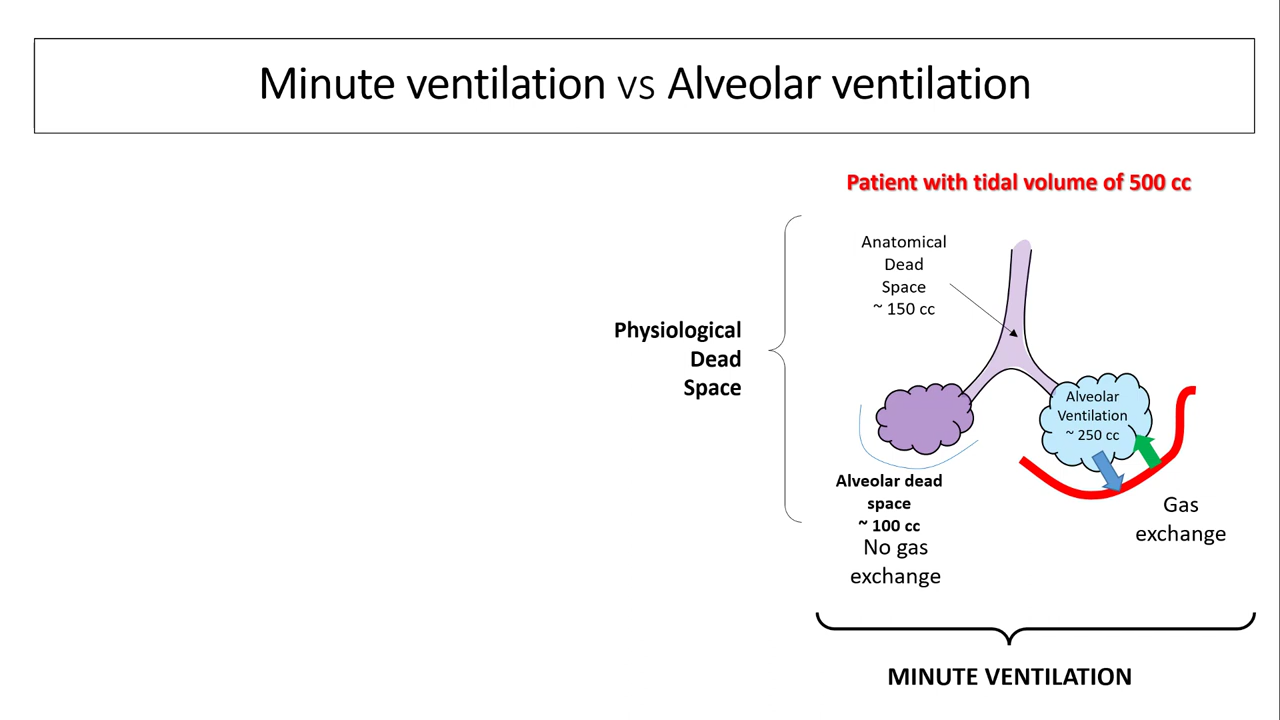 Minute ventilation vs Alveolar ventilation
Patient with tidal volume of 500 cc
Anatomical
Dead
Space
~ 150 cc
Physiological
Dead
Space
Alveolar
Ventilation
~ 250 cc
Alveolar dead
space
~ 100 cc
No gas
exchange
Gas
exchange
MINUTE VENTILATION